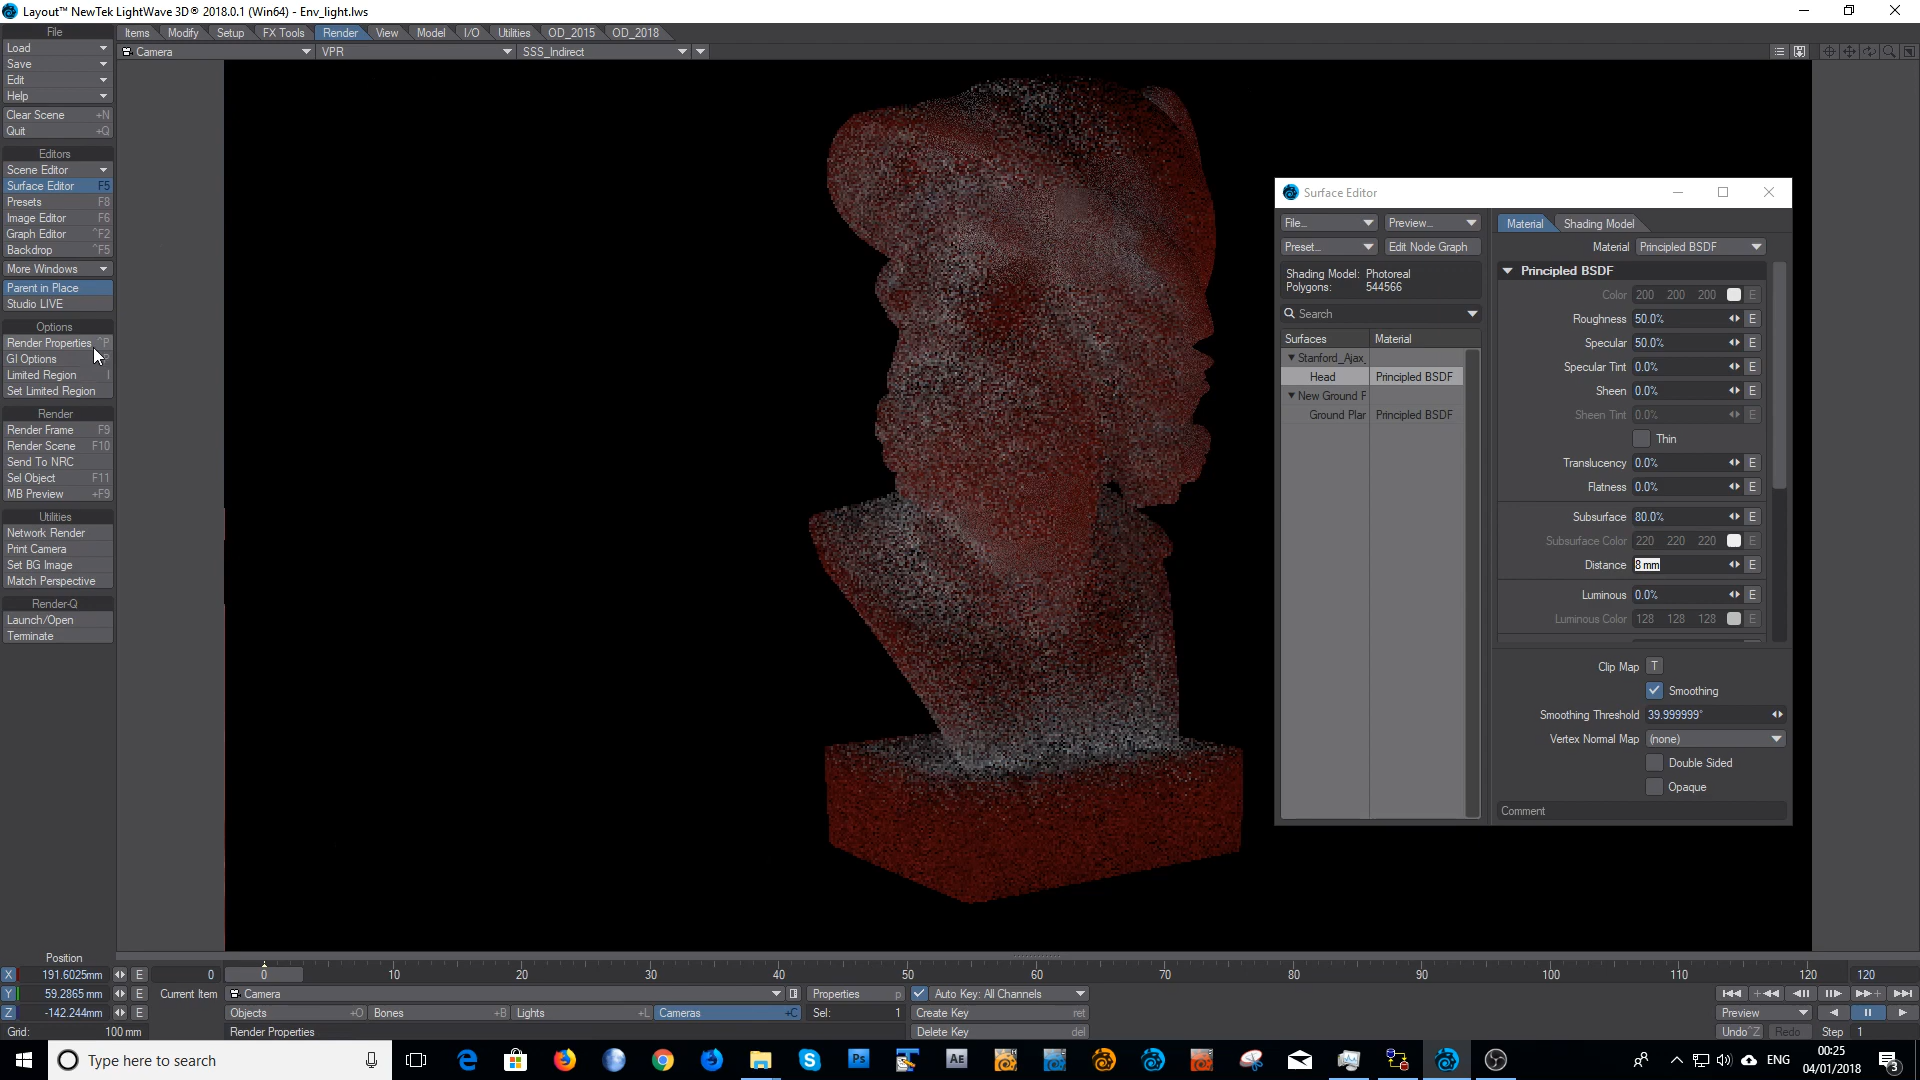 Layout™ NewTek LightWave 3D® 2018.0.1 (Win64) - Env_light.lws
File
Items Modify Setup FX Tools Render View Model I/O Utilities OD_2015 OD_2018
Load
Camera VPR SSS_Indirect
Save
Edit
Help
Clear Scene +N
Quit +Q
Editors
Scene Editor
Surface Editor F5
Presets F8
Image Editor F6
Graph Editor ^F2
Backdrop ^F5
More Windows
Parent in Place
Studio LIVE
Options
Render Properties ^P
GI Options
Limited Region l
Set Limited Region
Render
Render Frame F9
Render Scene F10
Send To NRC
Sel Object F11
MB Preview +F9
Utilities
Network Render
Print Camera
Set BG Image
Match Perspective
Render-Q
Launch/Open
Terminate
Surface Editor
File... Preview...
Preset... Edit Node Graph
Shading Model: Photoreal
Polygons: 544566
Search
Surfaces Material
Stanford_Ajax_
Head Principled BSDF
New Ground F
Ground Plar Principled BSDF
Material Shading Model
Material Principled BSDF
Principled BSDF
Color 200 200 200 E
Roughness 50.0% E
Specular 50.0% E
Specular Tint 0.0% E
Sheen 0.0% E
Sheen Tint 0.0% E
Thin
Translucency 0.0% E
Flatness 0.0% E
Subsurface 80.0% E
Subsurface Color 220 220 220 E
Distance 8 mm E
Luminous 0.0% E
Luminous Color 128 128 128 E
Clip Map T
Smoothing
Smoothing Threshold 39.999999°
Vertex Normal Map (none)
Double Sided
Opaque
Comment
Position
X 191.6025mm E 0 0 10 20 30 40 50 60 70 80 90 100 110 120 120
Y 59.2865 mm E Current Item Camera Properties p Auto Key: All Channels
Z -142.244mm E Objects +O Bones +B Lights +L Cameras +C Sel: 1 Create Key ret Preview
Grid: 100 mm Render Properties Delete Key del Undo ^Z Redo Step 1
Type here to search
Ps
AE
ENG
00:25
04/01/2018
3